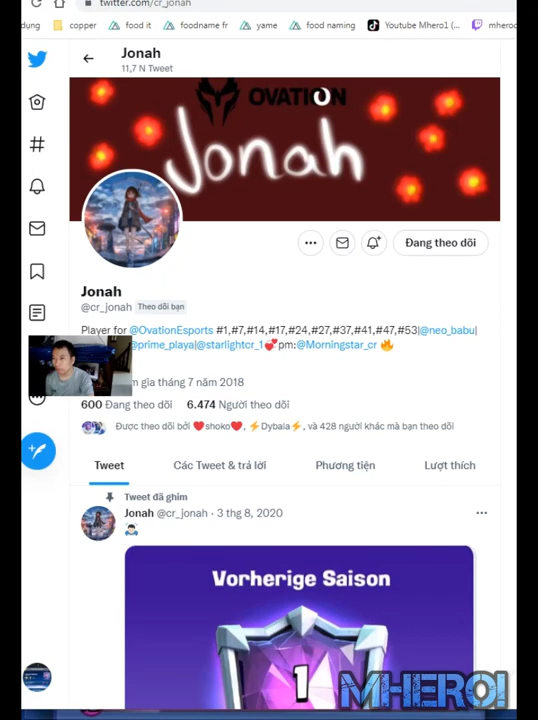 twitter.com/cr_jonah
dung copper food it foodname fr yame food naming Youtube Mhero1 (... mheroc
Jonah
11,7 N Tweet
OVATION
Jonah
Đang theo dõi
Jonah
@cr_jonah Theo dõi bạn
Player for @OvationEsports #1,#7,#14,#17,#24,#27,#37,#41,#47,#53|@neo_babu|
@prime_playa|@starlightcr_1💕pm:@Morningstar_cr 🔥
gia tháng 7 năm 2018
600 Đang theo dõi 6.474 Người theo dõi
Được theo dõi bởi ❤️shoko❤️, ⚡Dybala⚡, và 428 người khác mà bạn theo dõi
Tweet Các Tweet & trả lời Phương tiện Lượt thích
Tweet đã ghim
Jonah @cr_jonah · 3 thg 8, 2020
Vorherige Saison
1
MHERO!